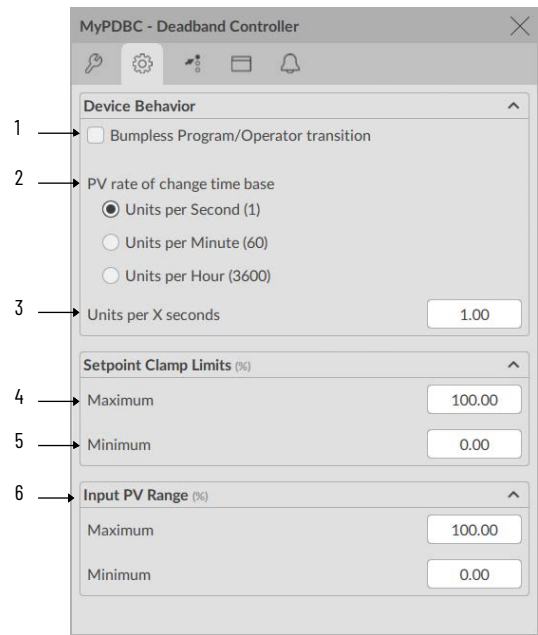 MyPDBC - Deadband Controller
Device Behavior
1 Bumpless Program/Operator transition
2 PV rate of change time base
Units per Second (1)
Units per Minute (60)
Units per Hour (3600)
3 Units per X seconds 1.00
Setpoint Clamp Limits (%)
4 Maximum 100.00
5 Minimum 0.00
6 Input PV Range (%)
Maximum 100.00
Minimum 0.00